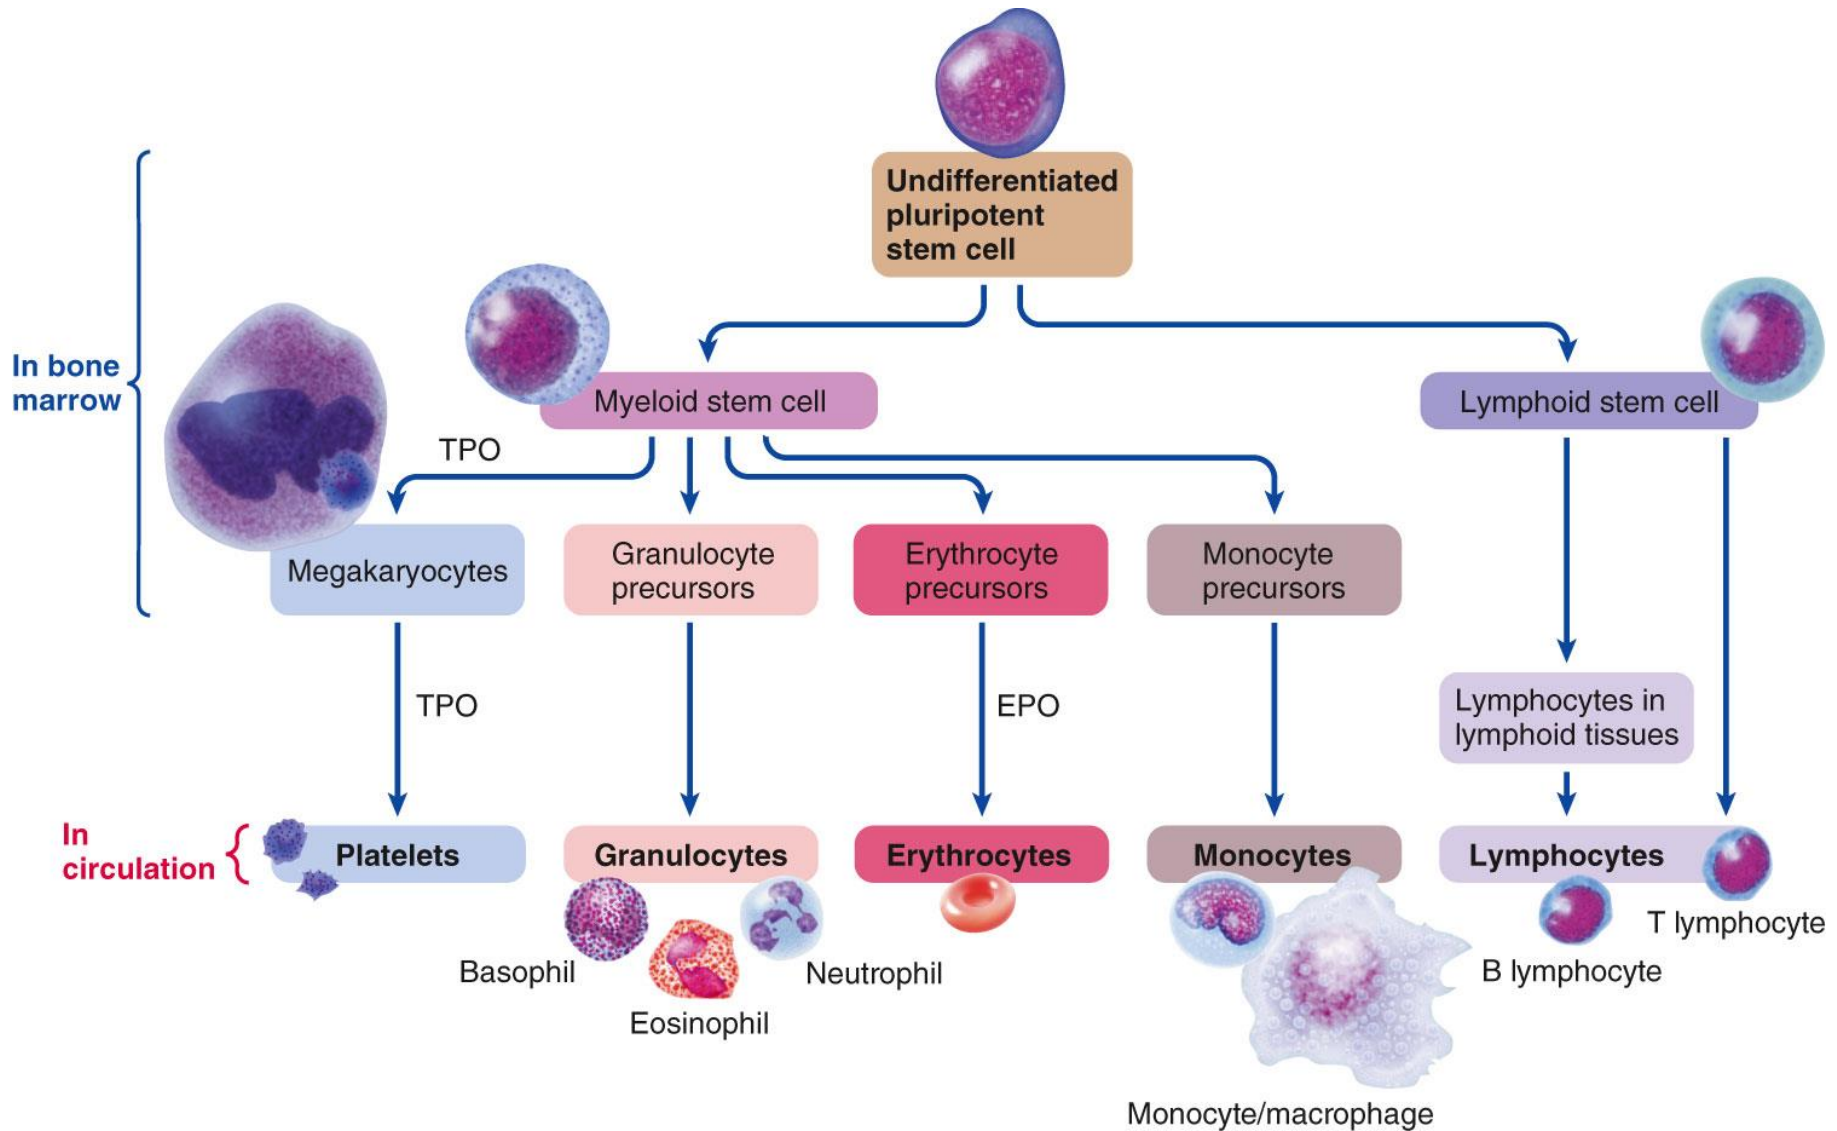 Undifferentiated
pluripotent
stem cell
In bone
marrow
Myeloid stem cell
Lymphoid stem cell
TPO
Megakaryocytes
Granulocyte
precursors
Erythrocyte
precursors
Monocyte
precursors
TPO
EPO
Lymphocytes in
lymphoid tissues
In
circulation
Platelets
Granulocytes
Erythrocytes
Monocytes
Lymphocytes
Basophil
Eosinophil
Neutrophil
Monocyte/macrophage
B lymphocyte
T lymphocyte